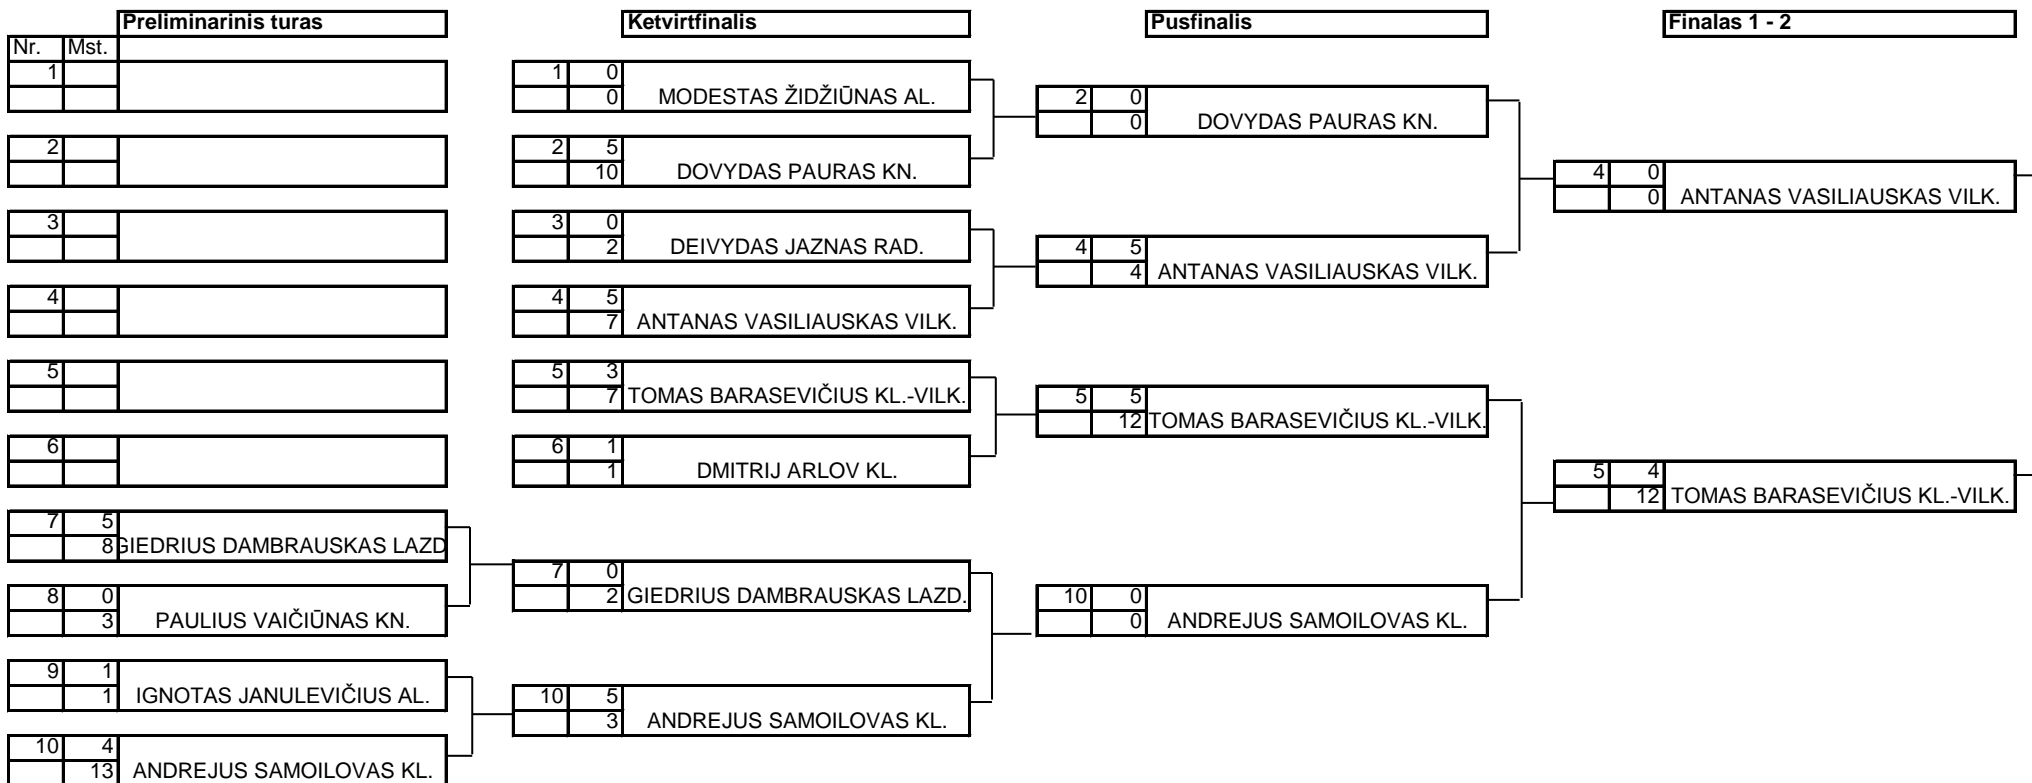 Preliminarinis turas
Ketvirtfinalis
Pusfinalis
Finalas 1 - 2
Nr. Mst.
1
2
3
4
5
6
7 5
8 GIEDRIUS DAMBRAUSKAS LAZD
8 0
3 PAULIUS VAIČIŪNAS KN.
9 1
1 IGNOTAS JANULEVIČIUS AL.
10 4
13 ANDREJUS SAMOILOVAS KL.
1 0
0 MODESTAS ŽIDŽIŪNAS AL.
2 5
10 DOVYDAS PAURAS KN.
3 0
2 DEIVYDAS JAZNAS RAD.
4 5
7 ANTANAS VASILIAUSKAS VILK.
5 3
7 TOMAS BARASEVIČIUS KL.-VILK.
6 1
1 DMITRIJ ARLOV KL.
7 0
2 GIEDRIUS DAMBRAUSKAS LAZD.
10 5
3 ANDREJUS SAMOILOVAS KL.
2 0
0 DOVYDAS PAURAS KN.
4 5
4 ANTANAS VASILIAUSKAS VILK.
5 5
12 TOMAS BARASEVIČIUS KL.-VILK.
10 0
0 ANDREJUS SAMOILOVAS KL.
4 0
0 ANTANAS VASILIAUSKAS VILK.
5 4
12 TOMAS BARASEVIČIUS KL.-VILK.